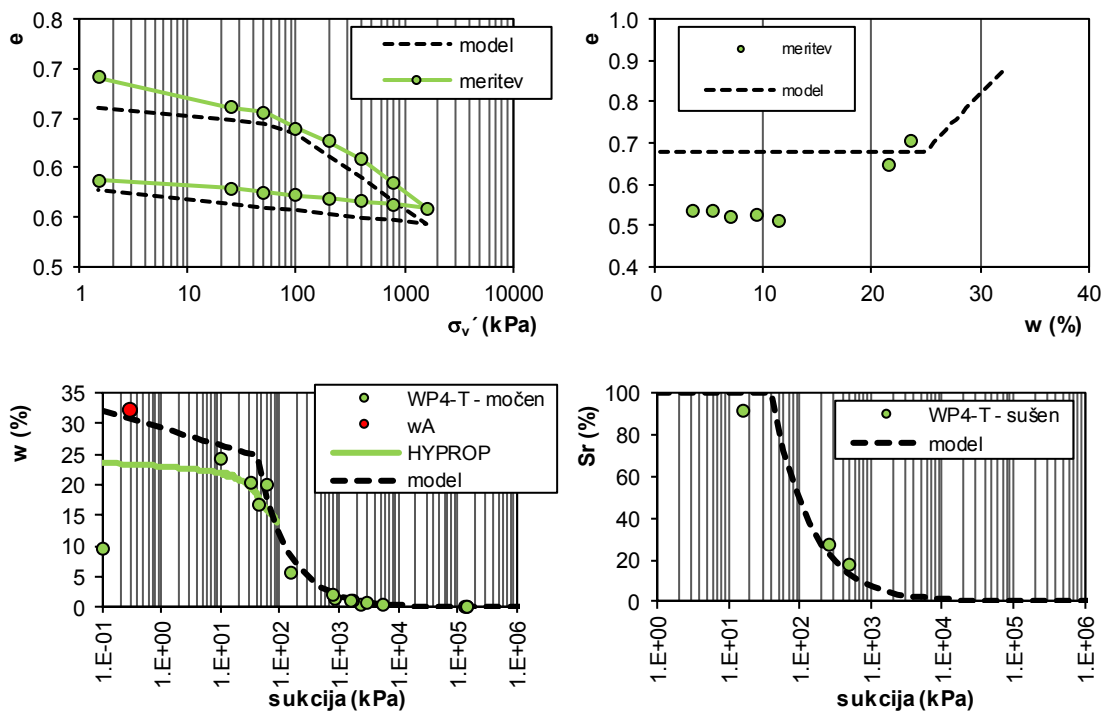 e
0.8
0.7
0.7
0.6
0.6
0.5
1
10
100
1000
10000
σv´ (kPa)
model
meritev
e
1.0
0.9
0.8
0.7
0.6
0.5
0.4
0
10
20
30
40
w (%)
meritev
model
w (%)
35
30
25
20
15
10
5
0
1.E-01
1.E+00
1.E+01
1.E+02
1.E+03
1.E+04
1.E+05
1.E+06
sukcija (kPa)
WP4-T - močen
wA
HYPROP
model
Sr (%)
100
80
60
40
20
0
1.E+00
1.E+01
1.E+02
1.E+03
1.E+04
1.E+05
1.E+06
sukcija (kPa)
WP4-T - sušen
model